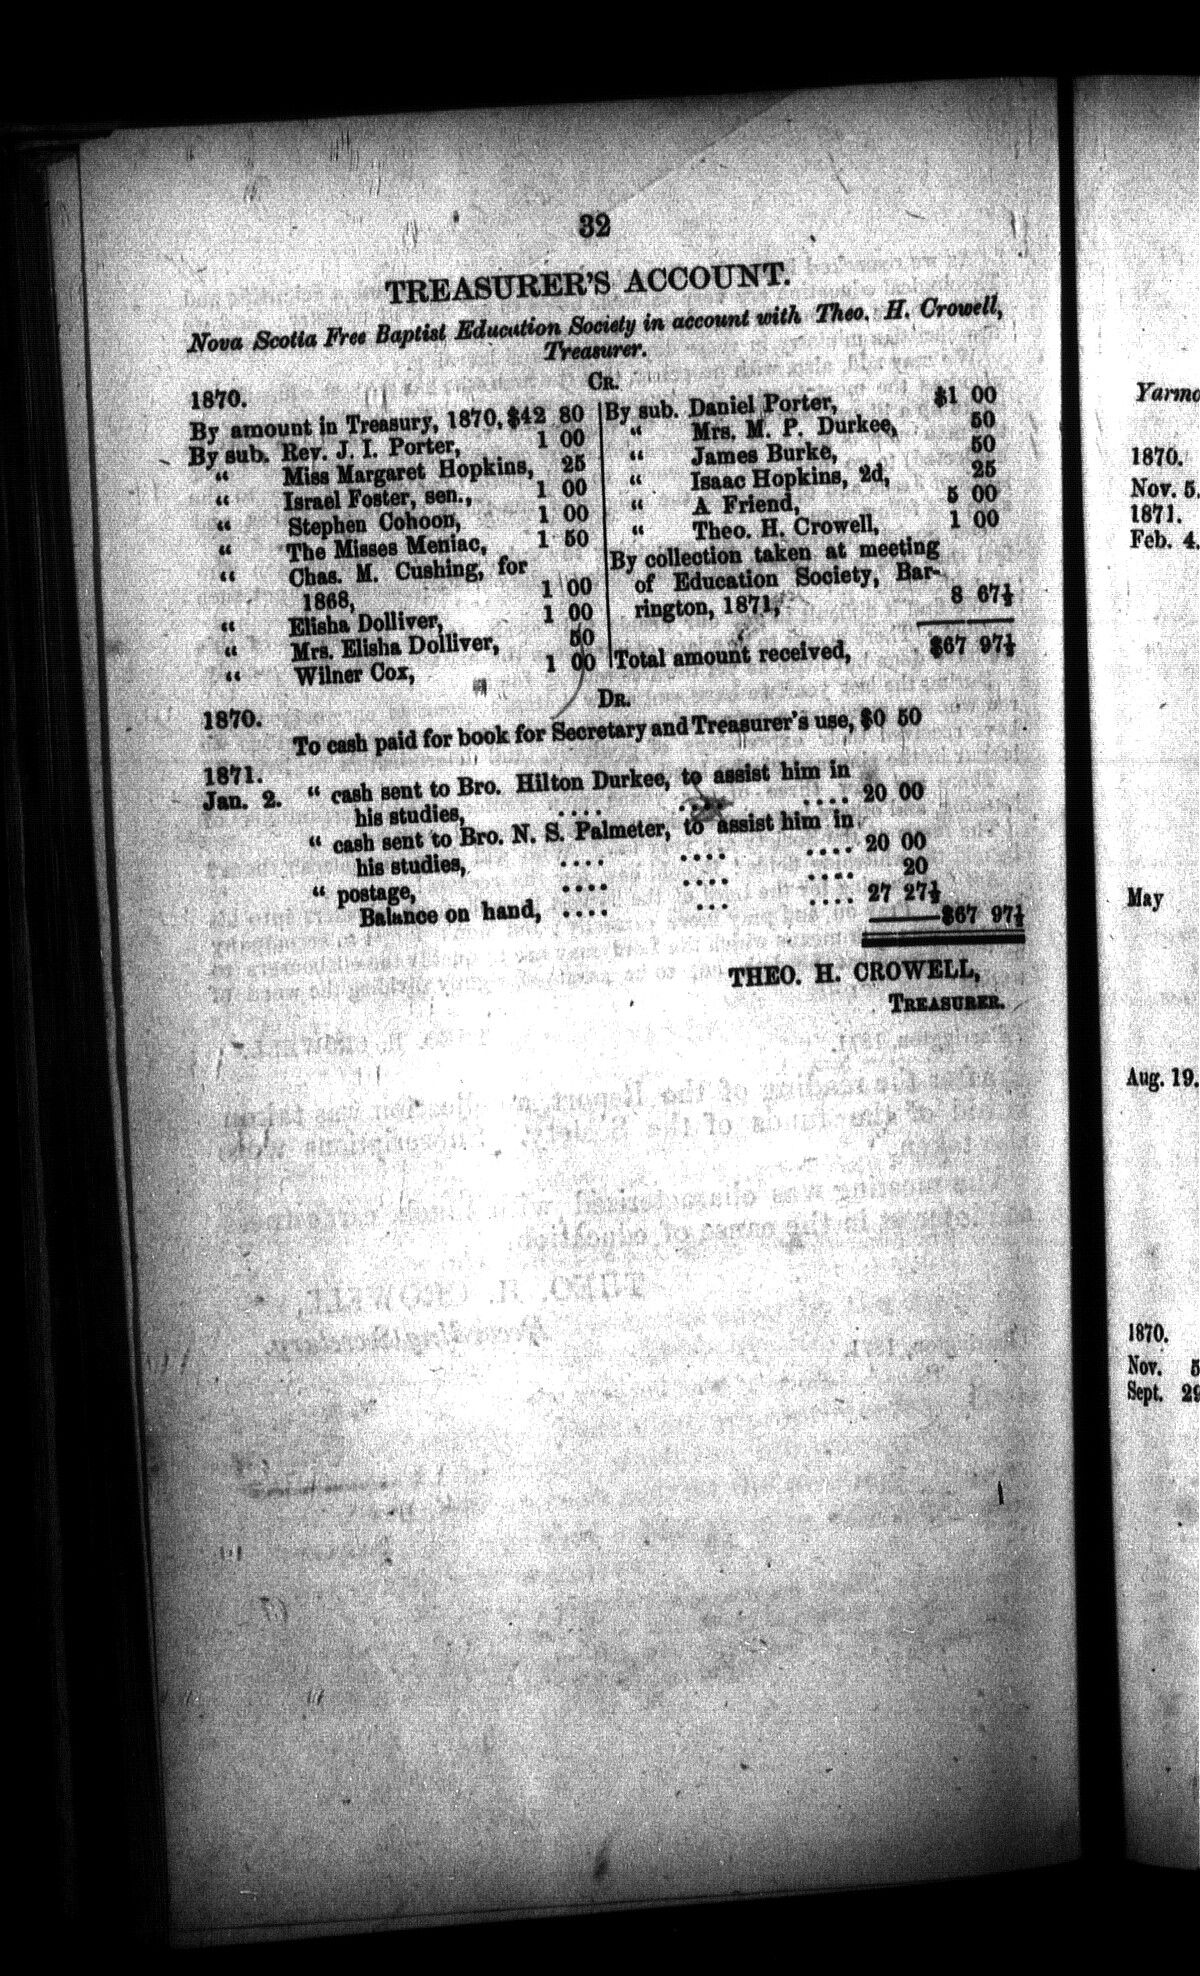 32
TREASURER'S ACCOUNT.
Nova Scotia Free Baptist Education Society in account with Theo. H. Crowell,
Treasurer.
CR.
1870.
By amount in Treasury, 1870, $42 80
By sub. Rev. J. I. Porter, 1 00
" Miss Margaret Hopkins, 25
" Israel Foster, sen., 1 00
" Stephen Cohoon, 1 00
" The Misses Meniac, 1 50
" Chas. M. Cushing, for
1868, 1 00
" Elisha Dolliver, 1 00
" Mrs. Elisha Dolliver, 50
" Wilner Cox, 1 00
By sub. Daniel Porter, $1 00
" Mrs. M. P. Durkee, 50
" James Burke, 50
" Isaac Hopkins, 2d, 25
" A Friend, 5 00
" Theo. H. Crowell, 1 00
By collection taken at meeting
of Education Society, Bar-
rington, 1871, 8 67½
Total amount received, $67 97½
DR.
1870.
To cash paid for book for Secretary and Treasurer's use, $0 50
1871.
Jan. 2. " cash sent to Bro. Hilton Durkee, to assist him in
his studies, .... .... .... 20 00
" cash sent to Bro. N. S. Palmeter, to assist him in
his studies, .... .... .... 20 00
" postage, .... .... .... 20
Balance on hand, .... ... .... 27 27½
$67 97½
THEO. H. CROWELL,
TREASURER.
Yarmo
1870.
Nov. 5.
1871.
Feb. 4.
May
Aug. 19.
1870.
Nov. 5
Sept. 29